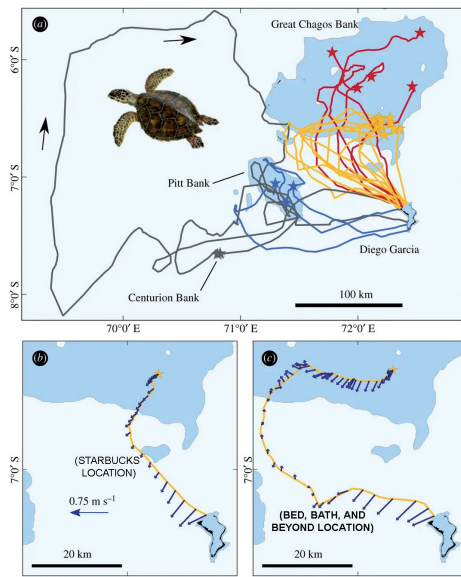 (a)
Great Chagos Bank
6°0′S
Pitt Bank
7°0′S
Diego Garcia
Centurion Bank
8°0′S
100 km
70°0′E
71°0′E
72°0′E
(b)
(c)
7°0′S
(STARBUCKS
LOCATION)
0.75 m s⁻¹
20 km
7°0′S
(BED, BATH, AND
BEYOND LOCATION)
20 km